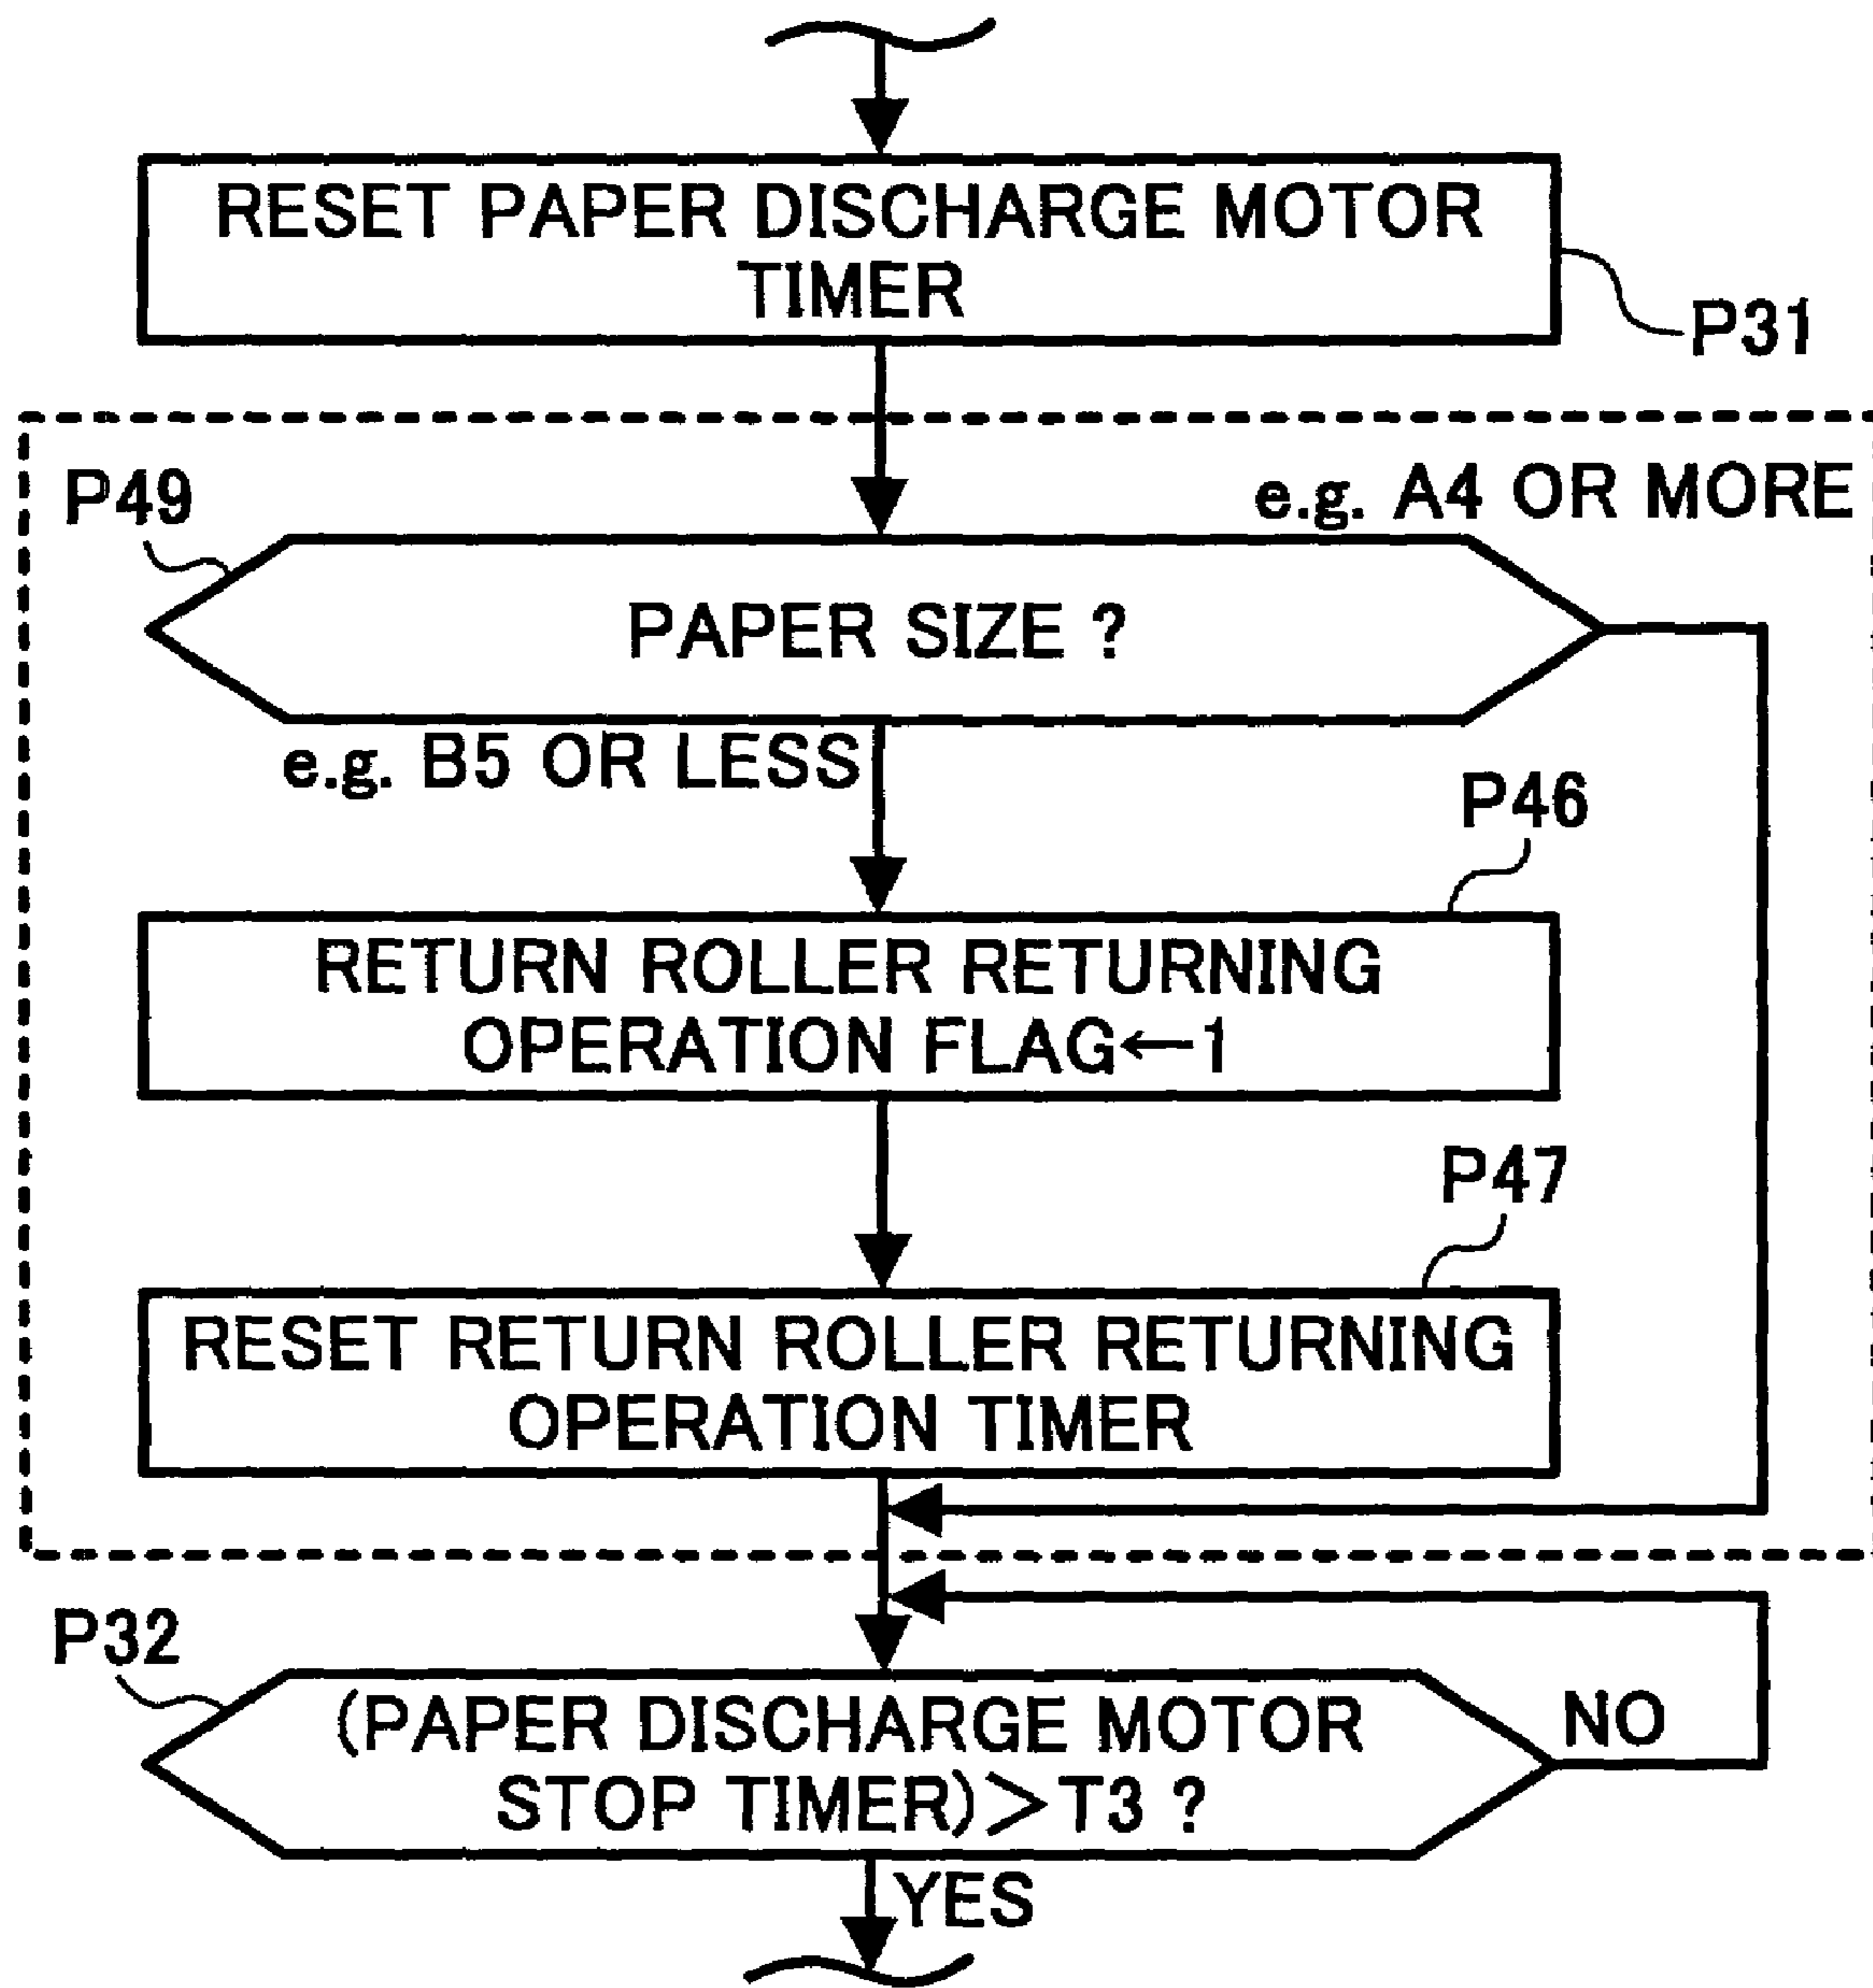 RESET PAPER DISCHARGE MOTOR
TIMER
P31
P49
e.g. A4 OR MORE
PAPER SIZE ?
e.g. B5 OR LESS
P46
RETURN ROLLER RETURNING
OPERATION FLAG←1
P47
RESET RETURN ROLLER RETURNING
OPERATION TIMER
P32
(PAPER DISCHARGE MOTOR
STOP TIMER)>T3 ?
NO
YES